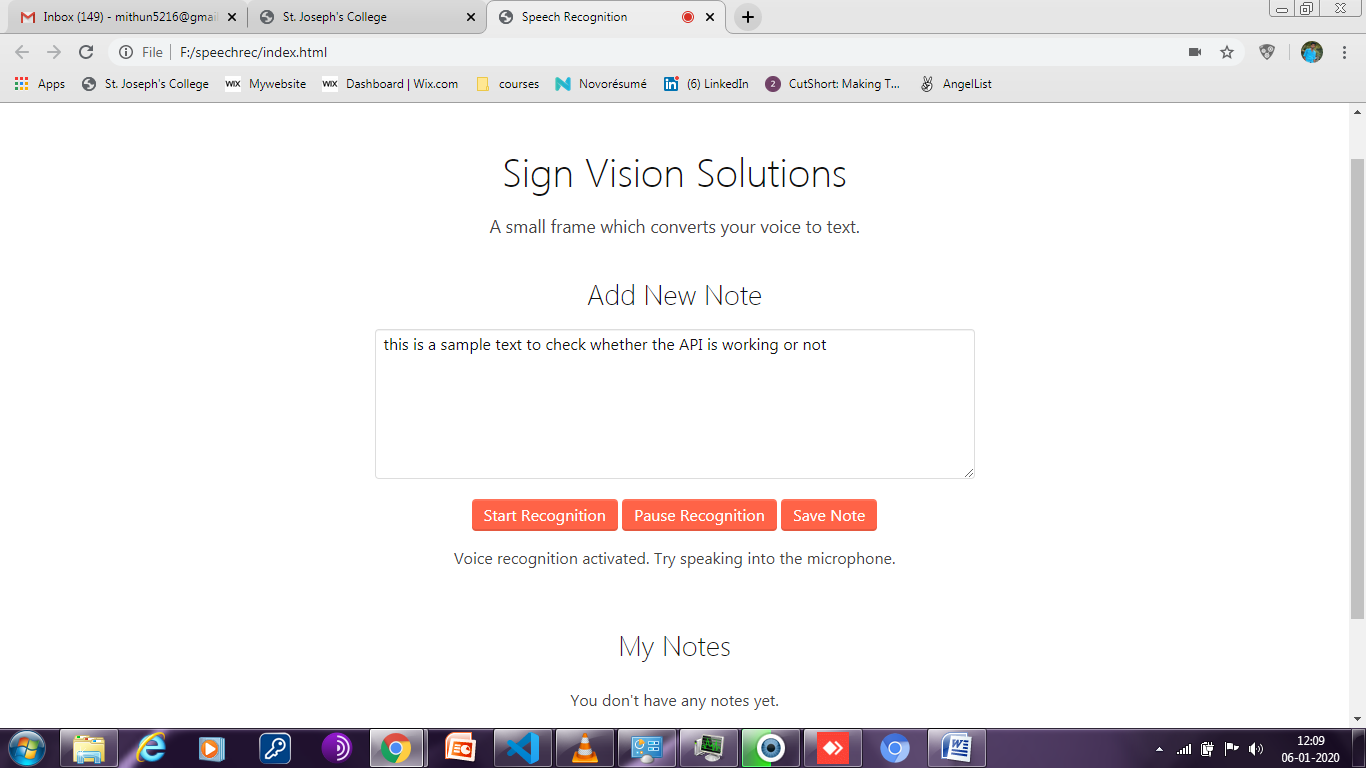 Inbox (149) - mithun5216@gmai
St. Joseph's College
Speech Recognition
File
F:/speechrec/index.html
Apps
St. Joseph's College
WIX Mywebsite
WIX Dashboard | Wix.com
courses
Novorésumé
(6) LinkedIn
2 CutShort: Making T...
AngelList
Sign Vision Solutions
A small frame which converts your voice to text.
Add New Note
this is a sample text to check whether the API is working or not
Start Recognition Pause Recognition Save Note
Voice recognition activated. Try speaking into the microphone.
My Notes
You don't have any notes yet.
12:09
06-01-2020